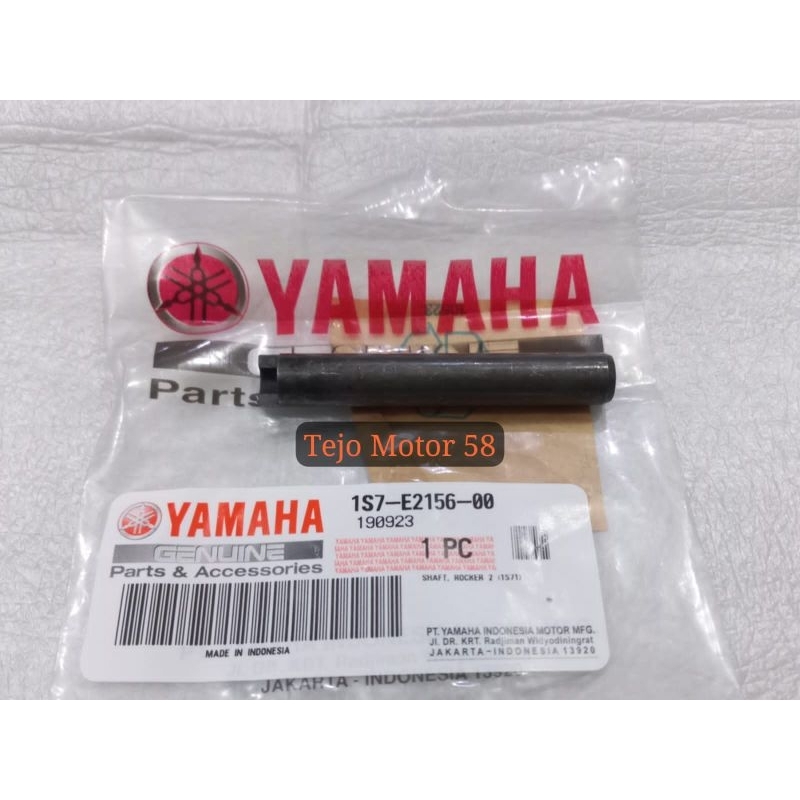 YAMAHA
Parts
Tejo Motor 58
YAMAHA
GENUINE
Parts & Accessories
1S7-E2156-00
190923
1 PC
SHAFT, ROCKER 2 (1S71)
MADE IN INDONESIA
PT. YAMAHA INDONESIA MOTOR MFG.
JL. DR. KRT. Radjiman Widyodiningrat
JAKARTA-INDONESIA 13920
JAKARTA - INDONESIA 13920